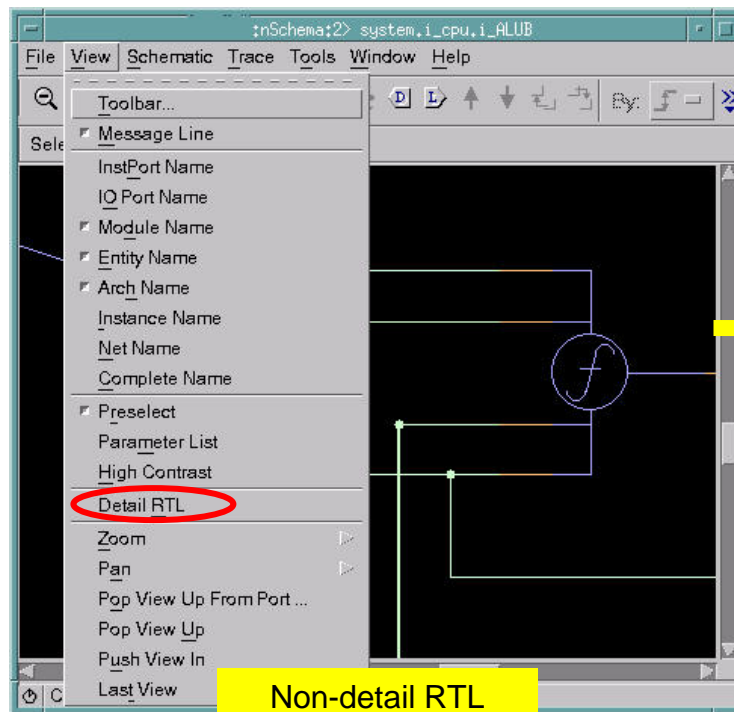 :nSchema:2> system.i_cpu.i_ALUB
File View Schematic Trace Tools Window Help
D L By:
Sele
Toolbar...
Message Line
InstPort Name
IO Port Name
Module Name
Entity Name
Arch Name
Instance Name
Net Name
Complete Name
Preselect
Parameter List
High Contrast
Detail RTL
Zoom
Pan
Pop View Up From Port ...
Pop View Up
Push View In
Last View
C
Non-detail RTL